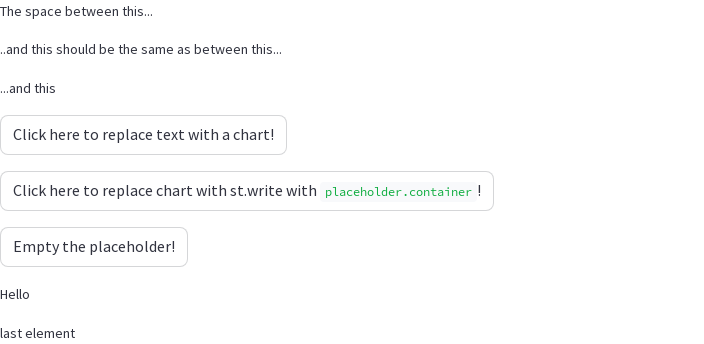 The space between this...
..and this should be the same as between this...
...and this
Click here to replace text with a chart!
Click here to replace chart with st.write with placeholder.container!
Empty the placeholder!
Hello
last element